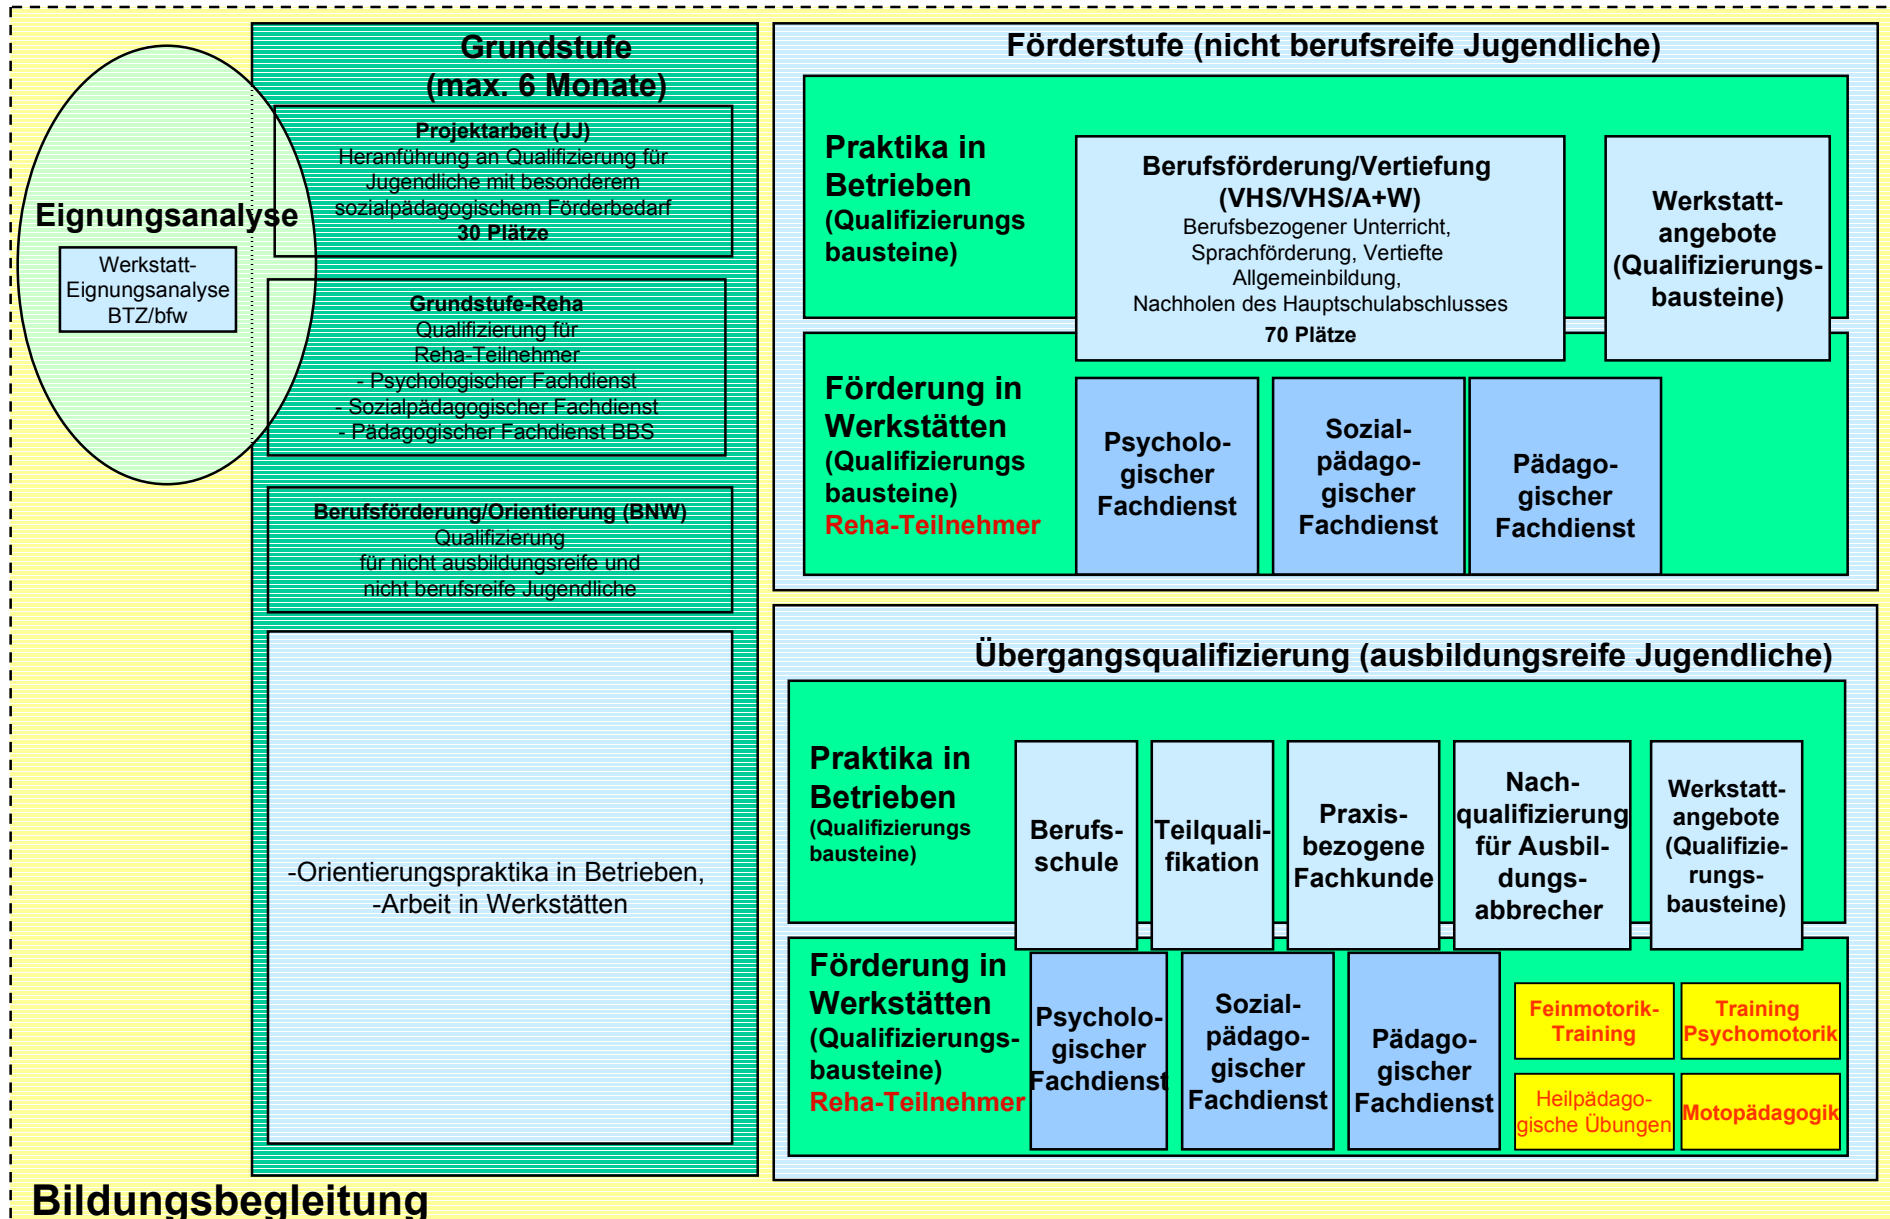 Eignungsanalyse
Werkstatt-
Eignungsanalyse
BTZ/bfw
Grundstufe
(max. 6 Monate)
Projektarbeit (JJ)
Heranführung an Qualifizierung für
Jugendliche mit besonderem
sozialpädagogischem Förderbedarf
30 Plätze
Grundstufe-Reha
Qualifizierung für
Reha-Teilnehmer
- Psychologischer Fachdienst
- Sozialpädagogischer Fachdienst
- Pädagogischer Fachdienst BBS
Berufsförderung/Orientierung (BNW)
Qualifizierung
für nicht ausbildungsreife und
nicht berufsreife Jugendliche
-Orientierungspraktika in Betrieben,
-Arbeit in Werkstätten
Förderstufe (nicht berufsreife Jugendliche)
Praktika in
Betrieben
(Qualifizierungs
bausteine)
Berufsförderung/Vertiefung
(VHS/VHS/A+W)
Berufsbezogener Unterricht,
Sprachförderung, Vertiefte
Allgemeinbildung,
Nachholen des Hauptschulabschlusses
70 Plätze
Werkstatt-
angebote
(Qualifizierungs-
bausteine)
Förderung in
Werkstätten
(Qualifizierungs
bausteine)
Reha-Teilnehmer
Psycholo-
gischer
Fachdienst
Sozial-
pädago-
gischer
Fachdienst
Pädago-
gischer
Fachdienst
Übergangsqualifizierung (ausbildungsreife Jugendliche)
Praktika in
Betrieben
(Qualifizierungs
bausteine)
Berufs-
schule
Teilquali-
fikation
Praxis-
bezogene
Fachkunde
Nach-
qualifizierung
für Ausbil-
dungs-
abbrecher
Werkstatt-
angebote
(Qualifizie-
rungs-
bausteine)
Förderung in
Werkstätten
(Qualifizierungs-
bausteine)
Reha-Teilnehmer
Psycholo-
gischer
Fachdienst
Sozial-
pädago-
gischer
Fachdienst
Pädago-
gischer
Fachdienst
Feinmotorik-
Training
Training
Psychomotorik
Heilpädago-
gische Übungen
Motopädagogik
Bildungsbegleitung